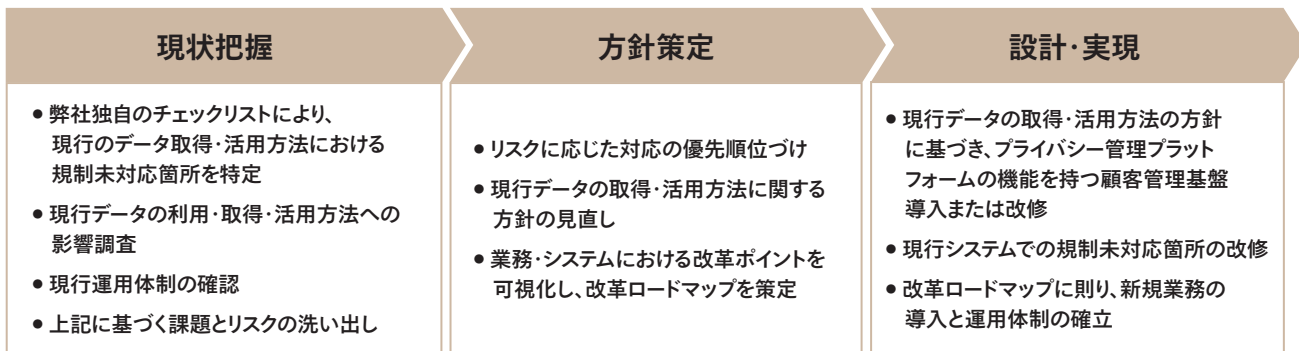 現状把握
● 弊社独自のチェックリストにより、
現行のデータ取得・活用方法における
規制未対応箇所を特定
● 現行データの利用・取得・活用方法への
影響調査
● 現行運用体制の確認
● 上記に基づく課題とリスクの洗い出し
方針策定
● リスクに応じた対応の優先順位づけ
● 現行データの取得・活用方法に関する
方針の見直し
● 業務・システムにおける改革ポイントを
可視化し、改革ロードマップを策定
設計・実現
● 現行データの取得・活用方法の方針
に基づき、プライバシー管理プラット
フォームの機能を持つ顧客管理基盤
導入または改修
● 現行システムでの規制未対応箇所の改修
● 改革ロードマップに則り、新規業務の
導入と運用体制の確立